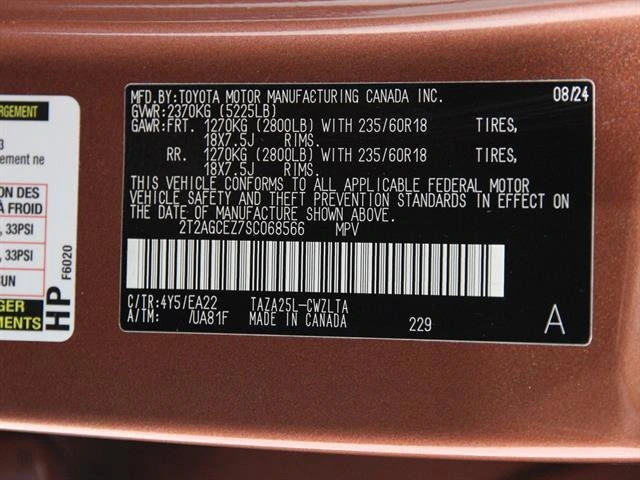 ARGEMENT
3
ement ne
ION DES
À FROID
, 33PSI
, 33PSI
UN
GER
EMENTS
HP
F6020
MFD.BY:TOYOTA MOTOR MANUFACTURING CANADA INC. 08/24
GVWR:2370KG (5225LB)
GAWR:FRT. 1270KG (2800LB) WITH 235/60R18 TIRES,
18X7.5J RIMS.
RR. 1270KG (2800LB) WITH 235/60R18 TIRES,
18X7.5J RIMS.
THIS VEHICLE CONFORMS TO ALL APPLICABLE FEDERAL MOTOR
VEHICLE SAFETY AND THEFT PREVENTION STANDARDS IN EFFECT ON
THE DATE OF MANUFACTURE SHOWN ABOVE.
2T2AGCEZ7SC068566 MPV
C/TR:4Y5/EA22 TAZA25L-CWZLTA
A/TM: /UA81F MADE IN CANADA 229 A